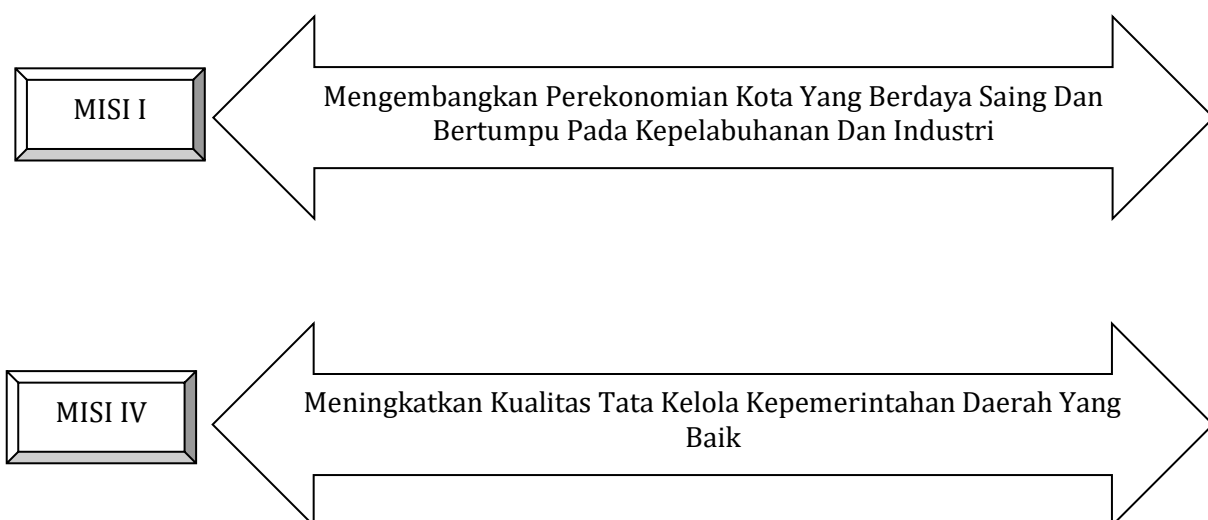 MISI I
Mengembangkan Perekonomian Kota Yang Berdaya Saing Dan
Bertumpu Pada Kepelabuhanan Dan Industri
MISI IV
Meningkatkan Kualitas Tata Kelola Kepemerintahan Daerah Yang
Baik